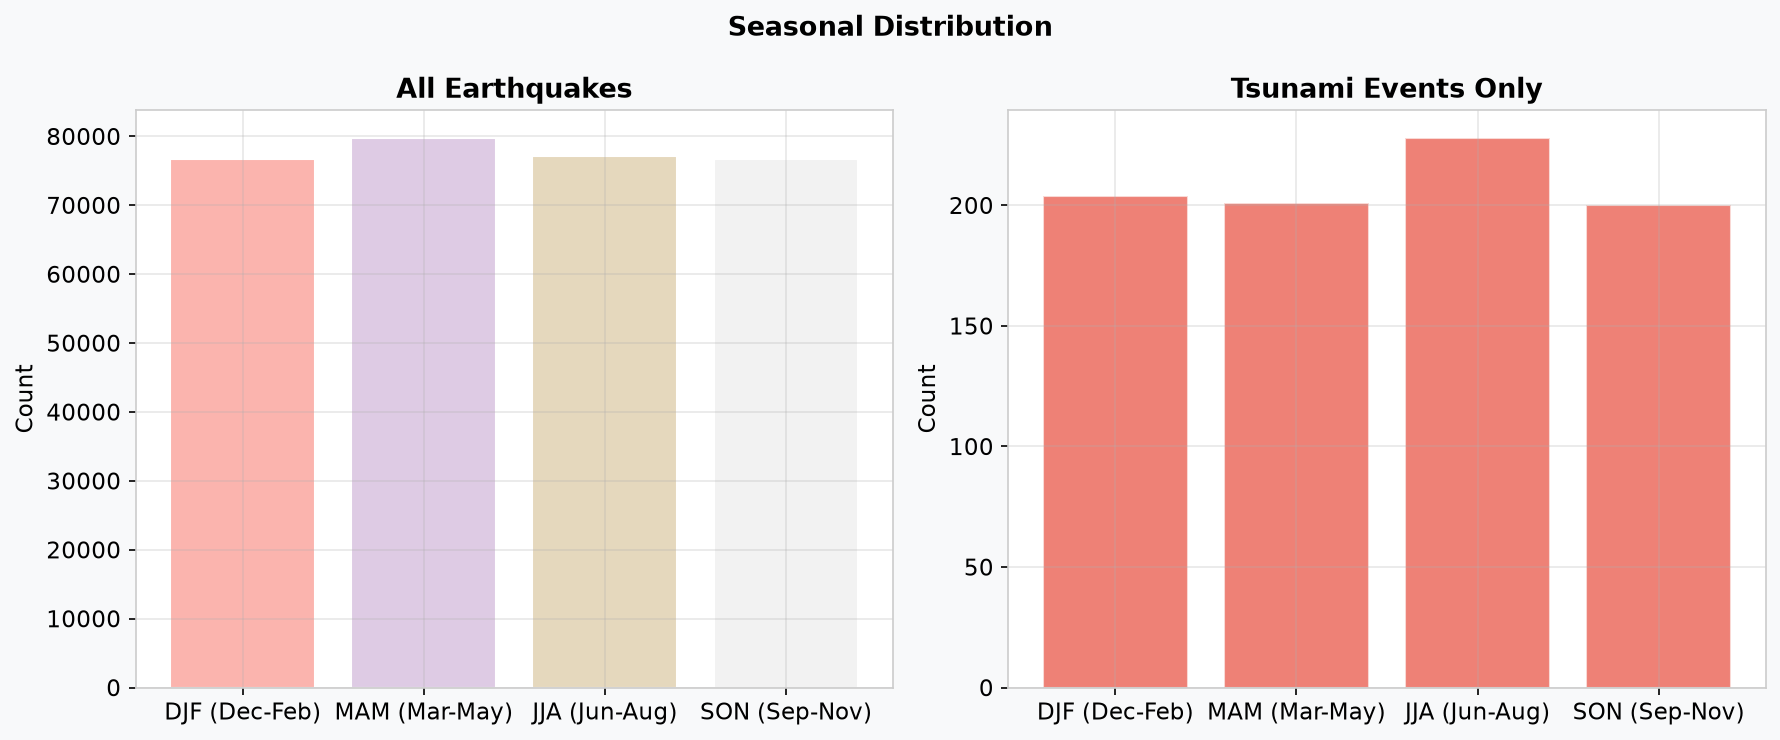 Seasonal Distribution
All Earthquakes
Count
80000
70000
60000
50000
40000
30000
20000
10000
0
DJF (Dec-Feb) MAM (Mar-May) JJA (Jun-Aug) SON (Sep-Nov)
Tsunami Events Only
Count
200
150
100
50
0
DJF (Dec-Feb) MAM (Mar-May) JJA (Jun-Aug) SON (Sep-Nov)